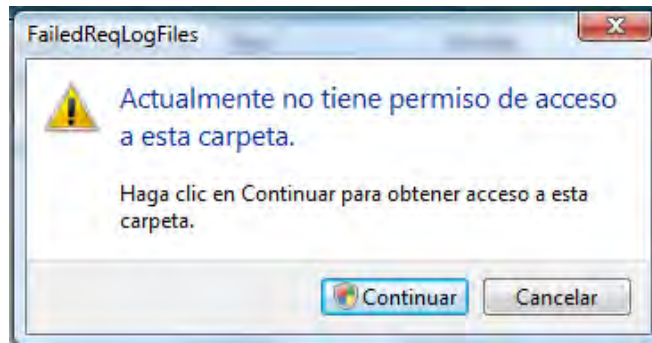 FailedReqLogFiles
Actualmente no tiene permiso de acceso
a esta carpeta.
Haga clic en Continuar para obtener acceso a esta
carpeta.
Continuar
Cancelar